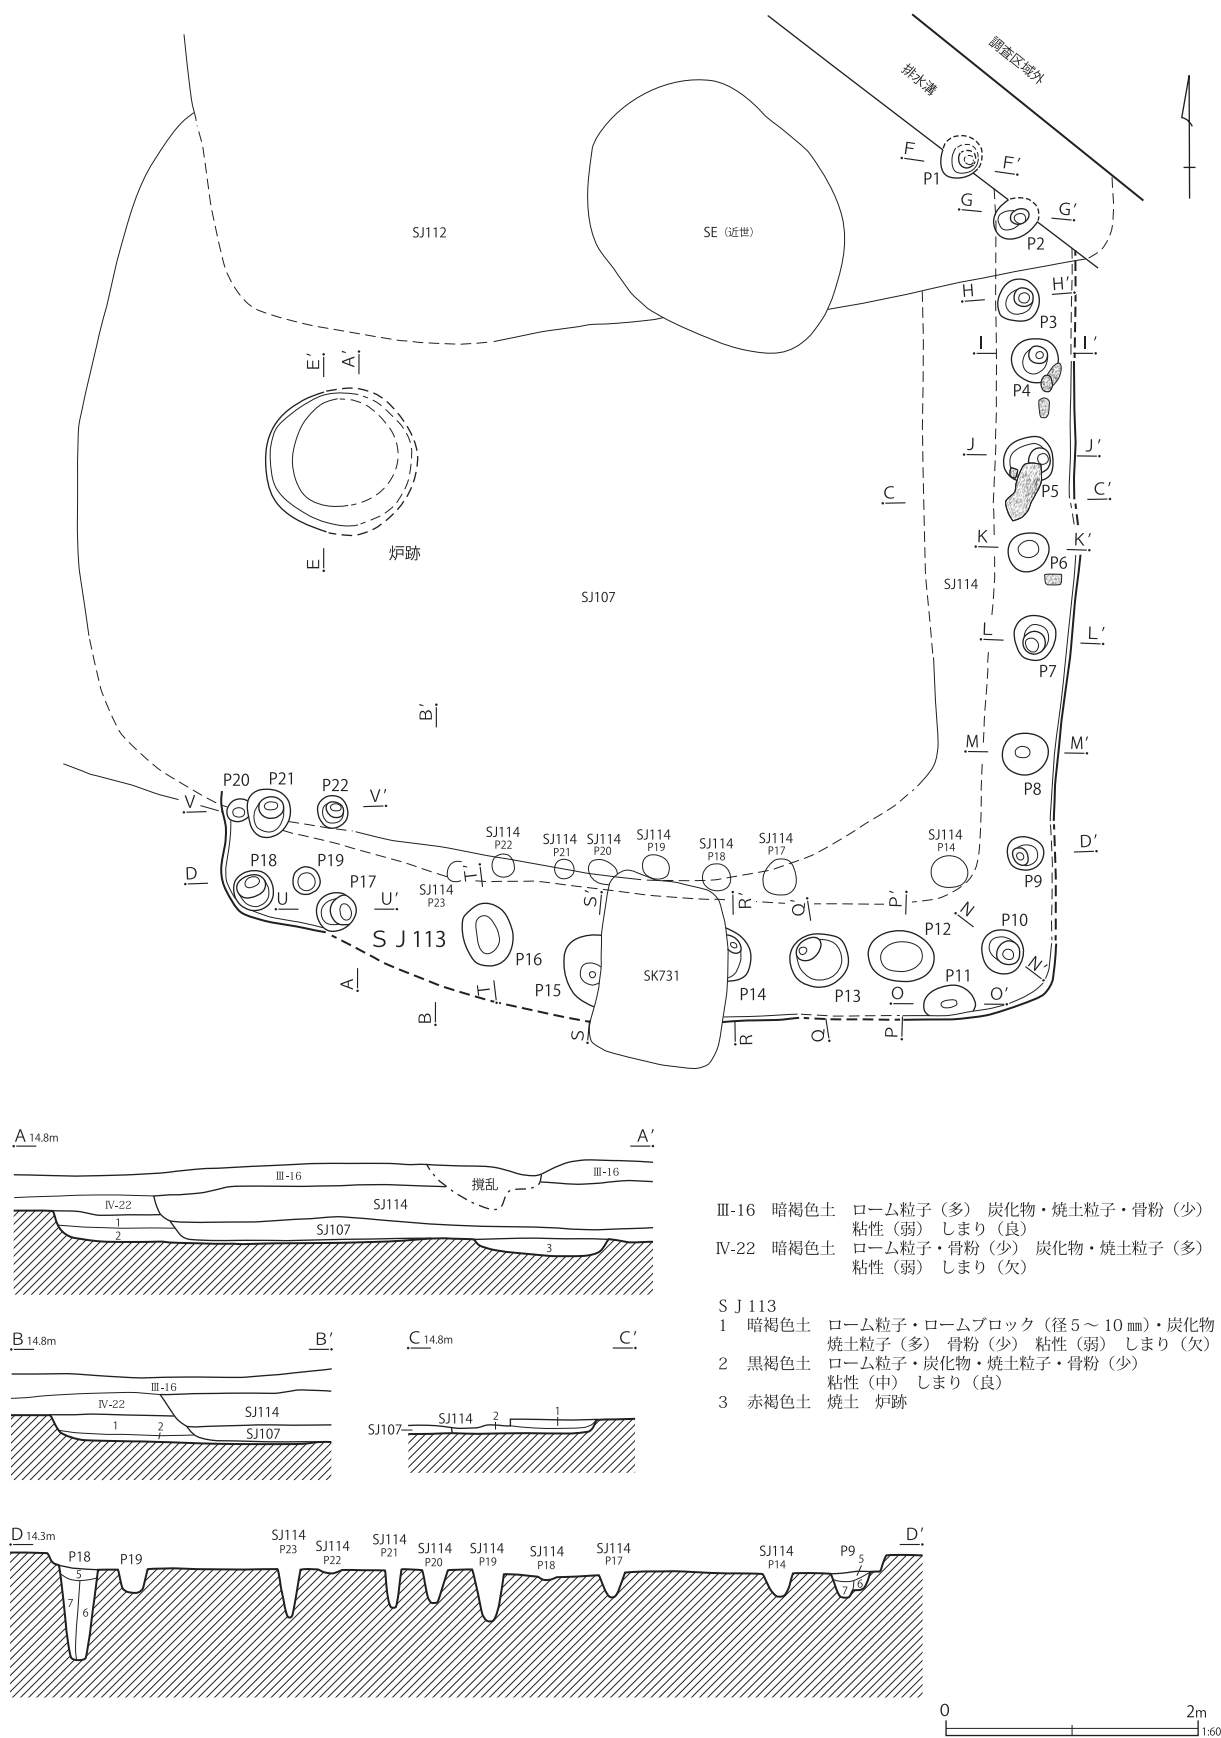 調査区域外
排水溝
F
F′
P1
G
G′
P2
SJ112
SE（近世）
H
H′
P3
I
I′
P4
E′
A′
J
J′
P5
C
C′
K
K′
P6
E
炉跡
SJ107
SJ114
L
L′
P7
B′
M
M′
P8
V
P20
P21
P22
V′
SJ114
P22
SJ114
P21
SJ114
P20
SJ114
P19
SJ114
P18
SJ114
P17
SJ114
P14
D′
P9
D
P18
P19
P17
U
U′
SJ114
P23
T′
S′
R′
Q′
P′
N
ＳＪ113
P16
P15
SK731
P14
P13
P12
P11
P10
N′
O
O′
A
B
T
S
R
Q
P
A 14.8m
A′
Ⅲ-16
撹乱
Ⅲ-16
Ⅳ-22
SJ114
1
SJ107
2
3
B 14.8m
B′
Ⅲ-16
Ⅳ-22
SJ114
1
2
SJ107
C 14.8m
C′
SJ114
2
1
SJ107
Ⅲ-16　暗褐色土　ローム粒子（多）　炭化物・焼土粒子・骨粉（少）
粘性（弱）　しまり（良）
Ⅳ-22　暗褐色土　ローム粒子・骨粉（少）　炭化物・焼土粒子（多）
粘性（弱）　しまり（欠）
ＳＪ113
1　暗褐色土　ローム粒子・ロームブロック（径５～10㎜）・炭化物
焼土粒子（多）　骨粉（少）　粘性（弱）　しまり（欠）
2　黒褐色土　ローム粒子・炭化物・焼土粒子・骨粉（少）
粘性（中）　しまり（良）
3　赤褐色土　焼土　炉跡
D 14.3m
D′
P18
P19
SJ114
P23
SJ114
P22
SJ114
P21
SJ114
P20
SJ114
P19
SJ114
P18
SJ114
P17
SJ114
P14
P9
5
5
7
6
7
6
0
2m
1:60